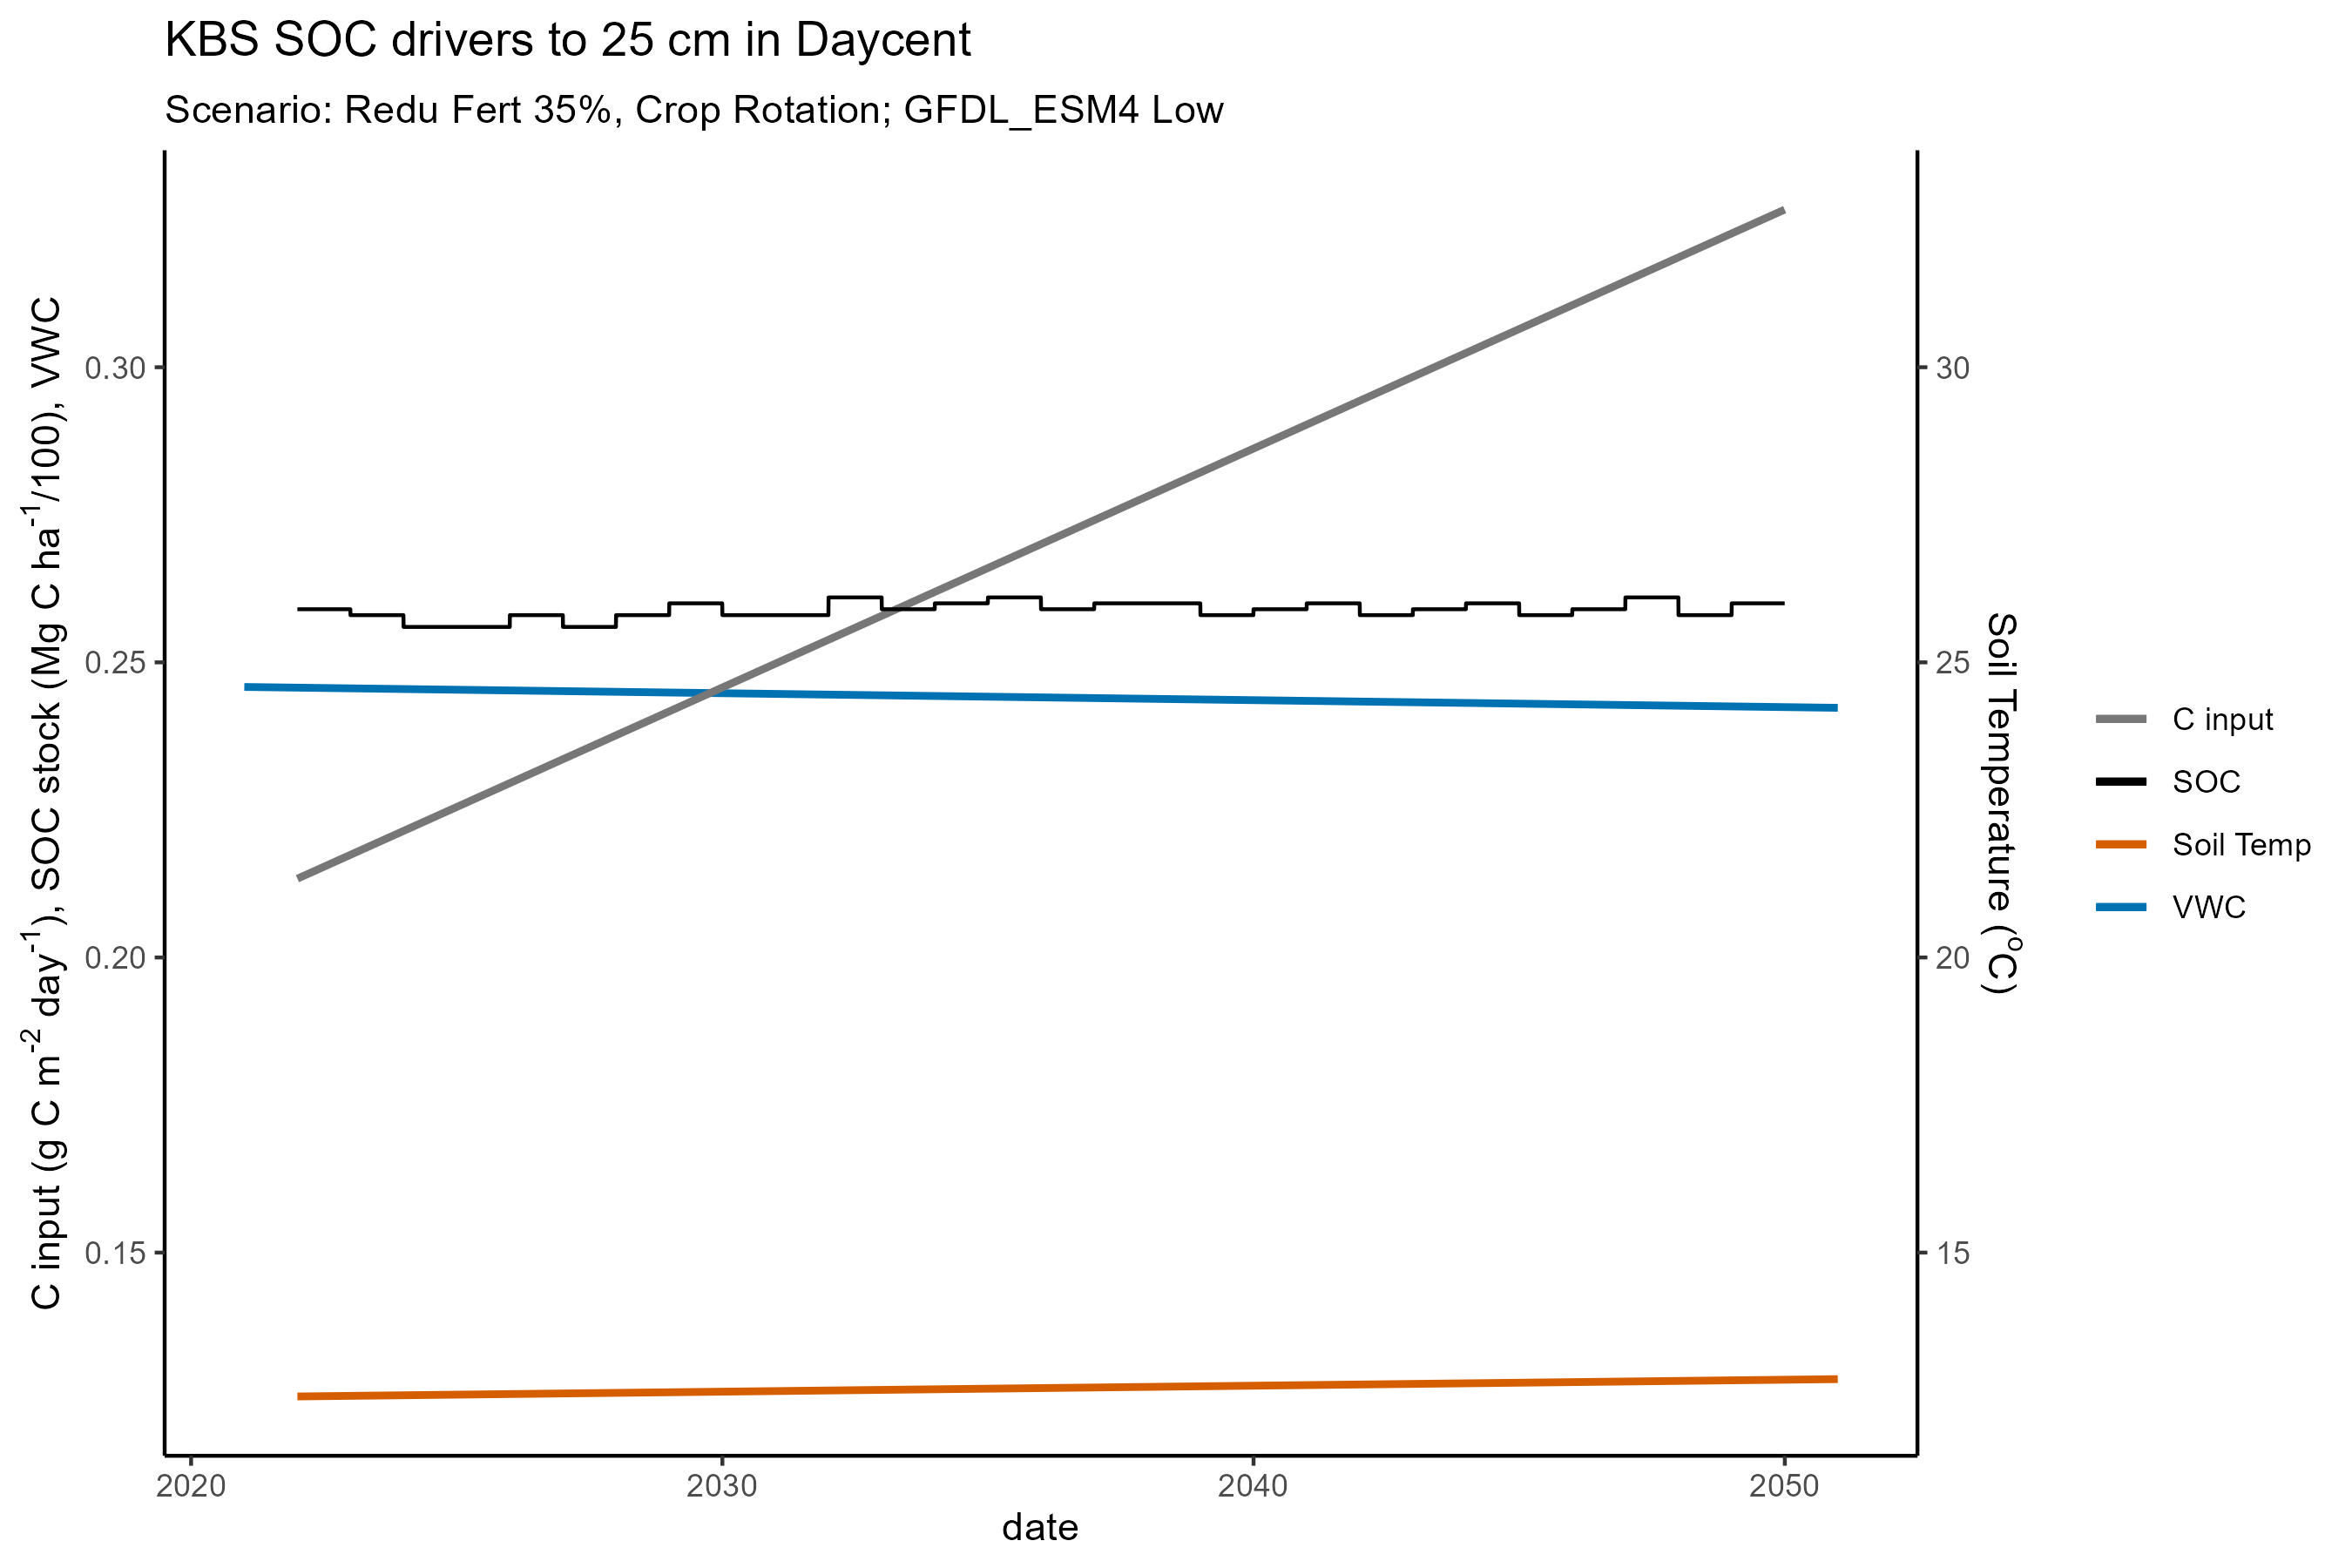 KBS SOC drivers to 25 cm in Daycent
Scenario: Redu Fert 35%, Crop Rotation; GFDL_ESM4 Low
C input (g C m⁻² day⁻¹), SOC stock (Mg C ha⁻¹/100), VWC
0.30
0.25
0.20
0.15
30
25
20
15
Soil Temperature (ºC)
2020
2030
2040
2050
date
C input
SOC
Soil Temp
VWC